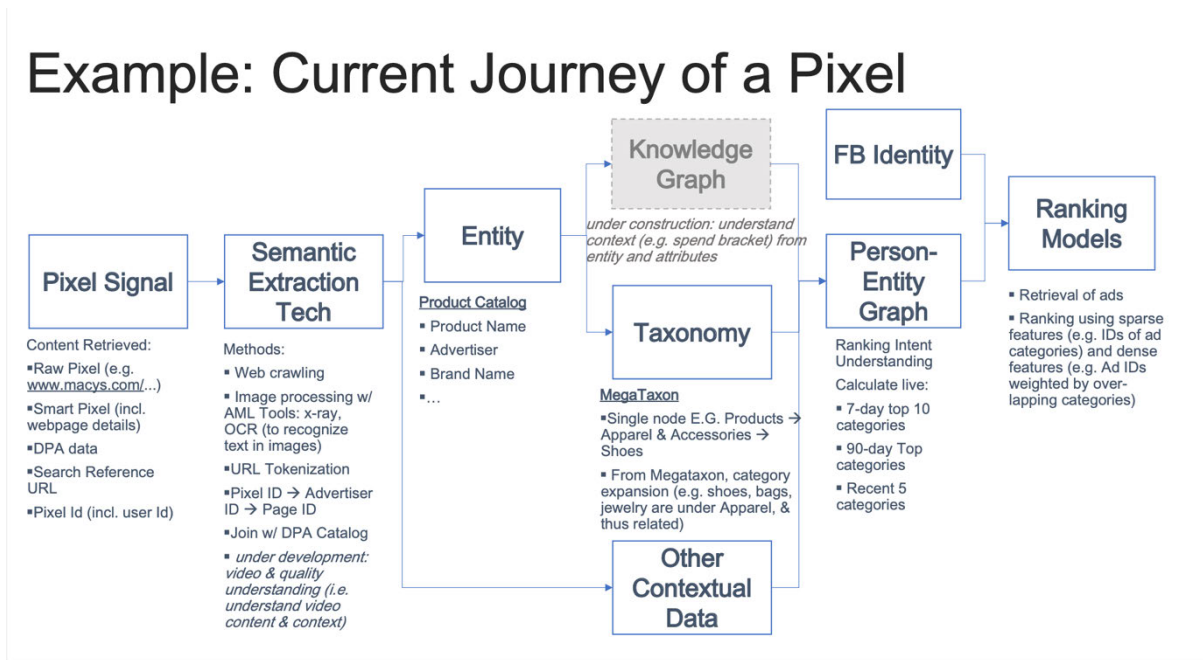 Example: Current Journey of a Pixel
Pixel Signal
Content Retrieved:
▪Raw Pixel (e.g.
www.macys.com/...)
▪Smart Pixel (incl.
webpage details)
▪DPA data
▪Search Reference
URL
▪Pixel Id (incl. user Id)
Semantic
Extraction
Tech
Methods:
▪ Web crawling
▪ Image processing w/
AML Tools: x-ray,
OCR (to recognize
text in images)
▪URL Tokenization
▪Pixel ID → Advertiser
ID → Page ID
▪Join w/ DPA Catalog
▪ under development:
video & quality
understanding (i.e.
understand video
content & context)
Entity
Product Catalog
▪ Product Name
▪ Advertiser
▪ Brand Name
▪...
Knowledge
Graph
under construction: understand
context (e.g. spend bracket) from
entity and attributes
Taxonomy
MegaTaxon
▪Single node E.G. Products →
Apparel & Accessories →
Shoes
▪ From Megataxon, category
expansion (e.g. shoes, bags,
jewelry are under Apparel, &
thus related)
Other
Contextual
Data
FB Identity
Person-
Entity
Graph
Ranking Intent
Understanding
Calculate live:
▪ 7-day top 10
categories
▪ 90-day Top
categories
▪ Recent 5
categories
Ranking
Models
▪ Retrieval of ads
▪ Ranking using sparse
features (e.g. IDs of ad
categories) and dense
features (e.g. Ad IDs
weighted by over-
lapping categories)